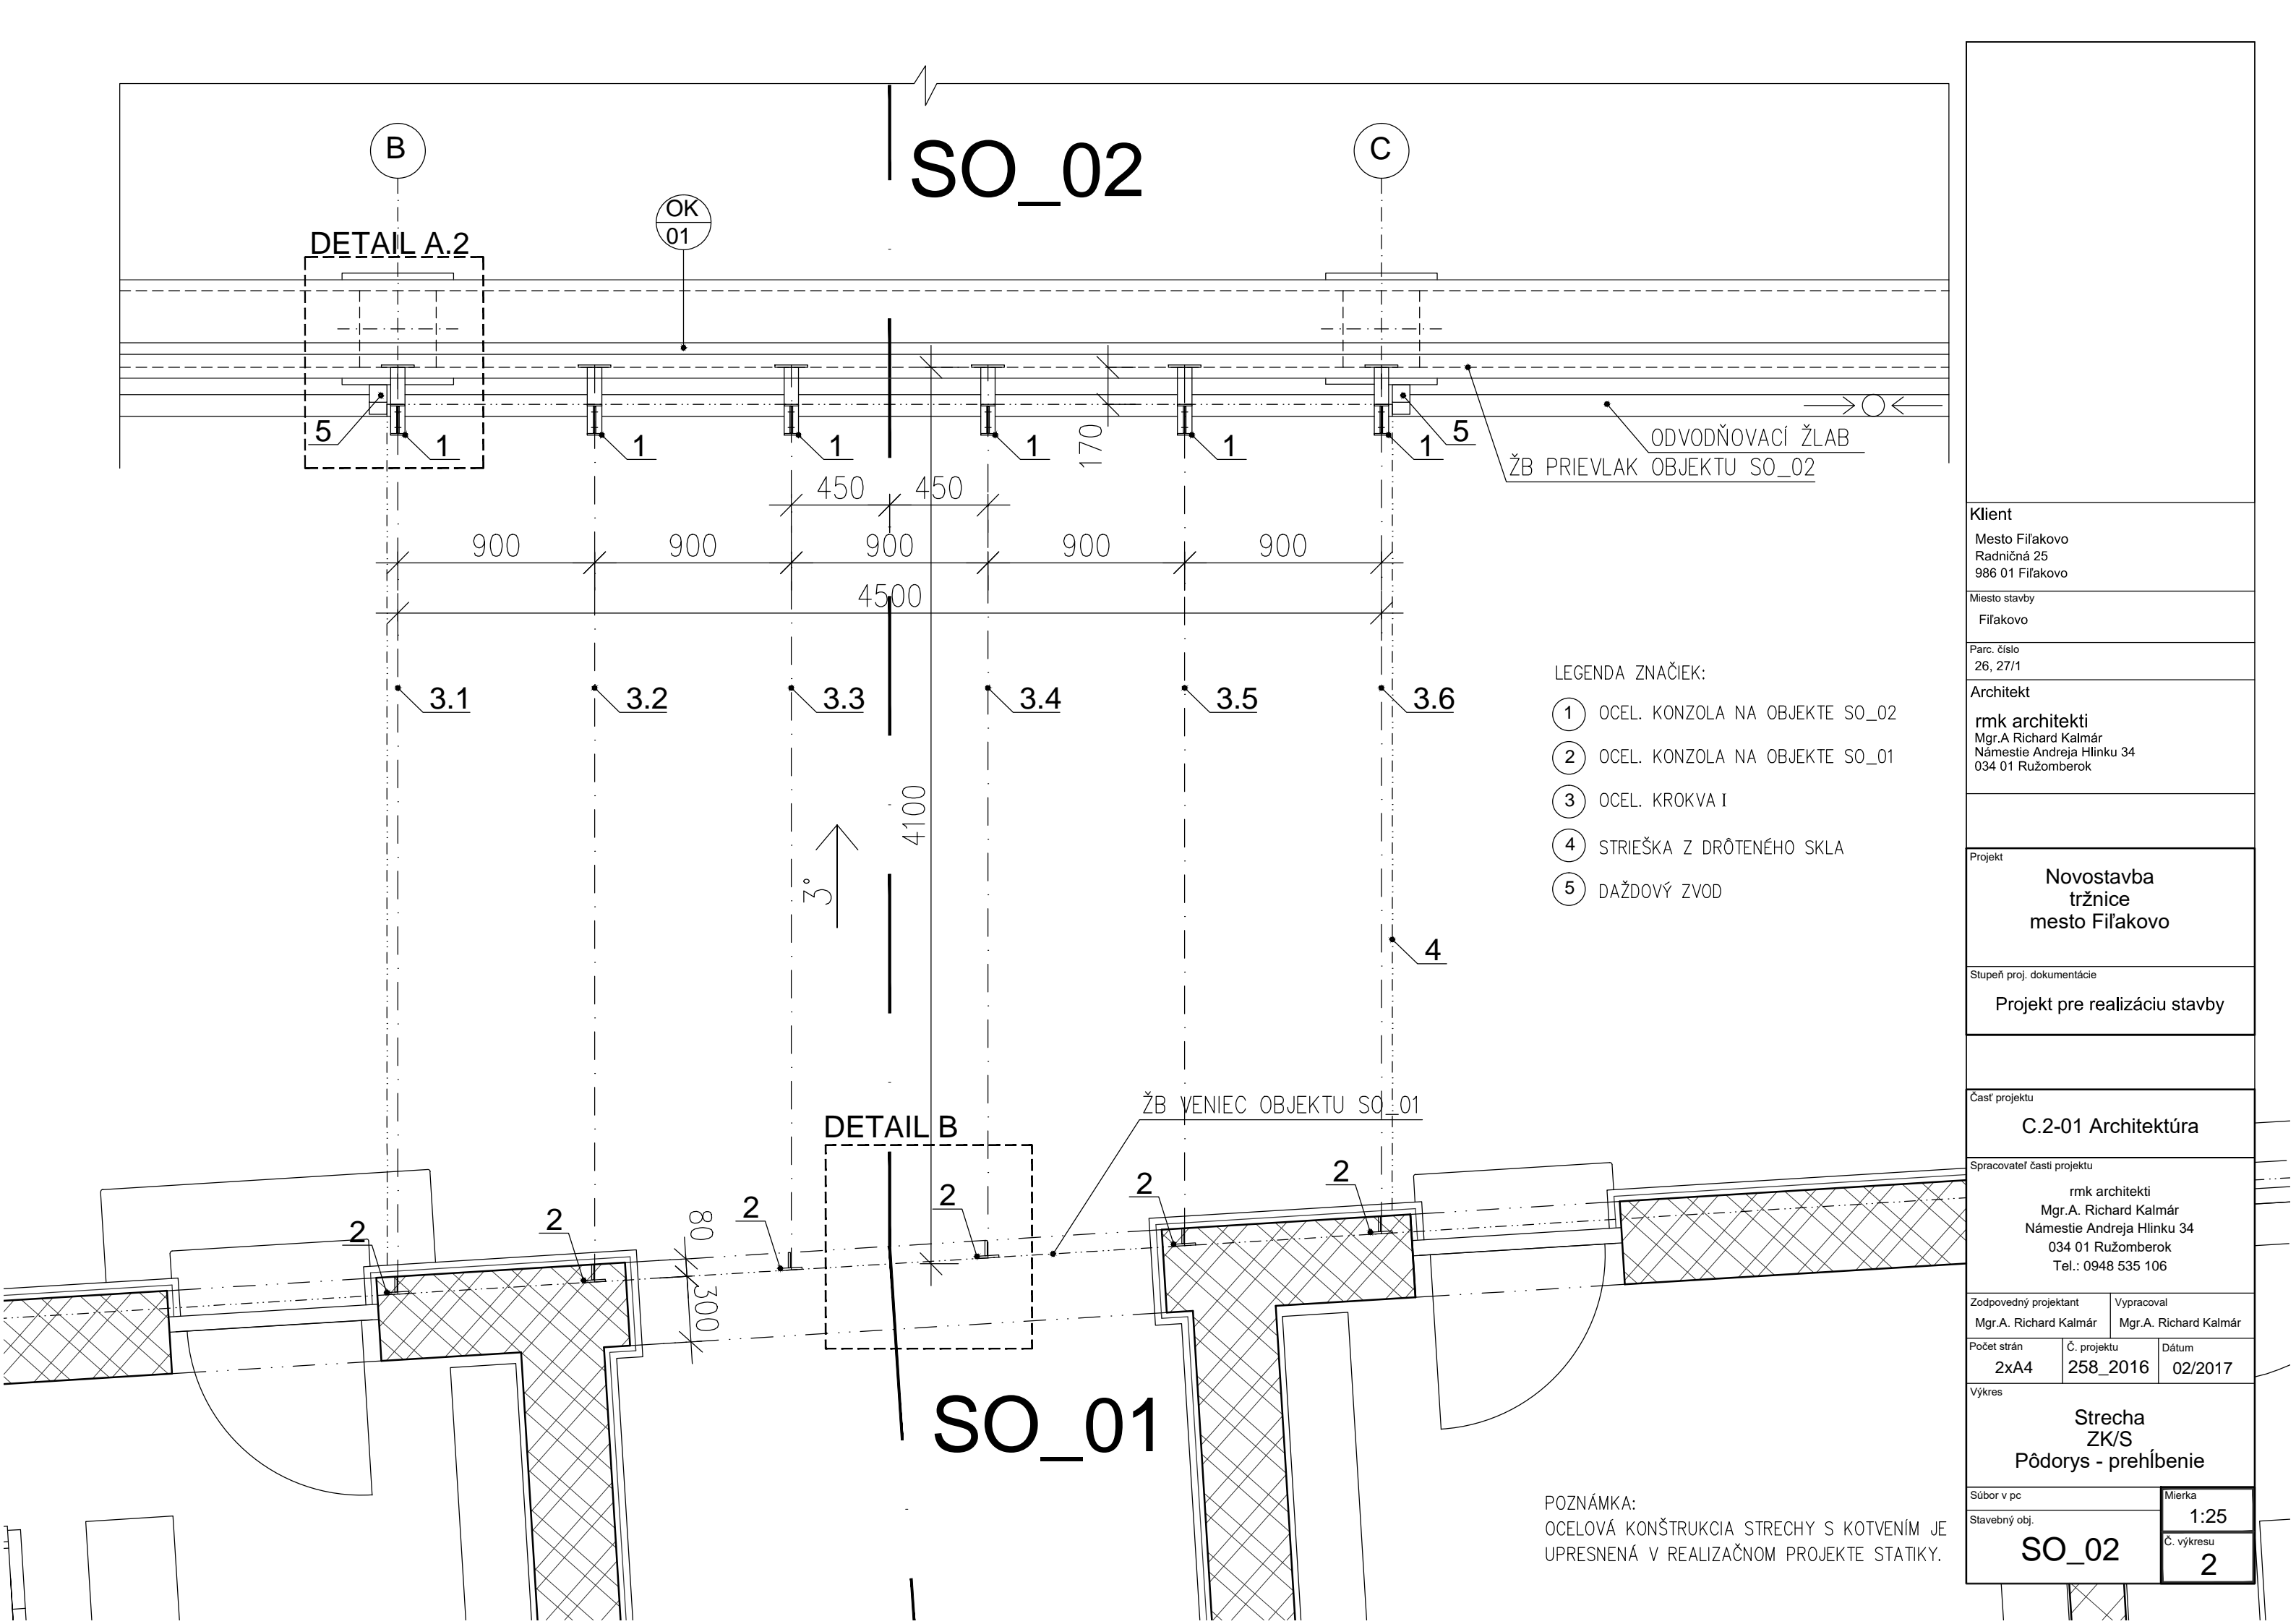 B
C
SO_02
OK
01
DETAIL A.2
5
1
1
1
1
1
1
5
170
ODVODŇOVACÍ ŽLAB
ŽB PRIEVLAK OBJEKTU SO_02
450
450
900
900
900
900
900
4500
3.1
3.2
3.3
3.4
3.5
3.6
4100
3°
4
LEGENDA ZNAČIEK:
1 OCEL. KONZOLA NA OBJEKTE SO_02
2 OCEL. KONZOLA NA OBJEKTE SO_01
3 OCEL. KROKVA I
4 STRIEŠKA Z DRÔTENÉHO SKLA
5 DAŽDOVÝ ZVOD
ŽB VENIEC OBJEKTU SO_01
DETAIL B
2
2
2
2
2
2
80
300
SO_01
POZNÁMKA:
OCELOVÁ KONŠTRUKCIA STRECHY S KOTVENÍM JE
UPRESNENÁ V REALIZAČNOM PROJEKTE STATIKY.
Klient
Mesto Fiľakovo
Radničná 25
986 01 Fiľakovo
Miesto stavby
Fiľakovo
Parc. číslo
26, 27/1
Architekt
rmk architekti
Mgr.A Richard Kalmár
Námestie Andreja Hlinku 34
034 01 Ružomberok
Projekt
Novostavba
tržnice
mesto Fiľakovo
Stupeň proj. dokumentácie
Projekt pre realizáciu stavby
Časť projektu
C.2-01 Architektúra
Spracovateľ časti projektu
rmk architekti
Mgr.A. Richard Kalmár
Námestie Andreja Hlinku 34
034 01 Ružomberok
Tel.: 0948 535 106
Zodpovedný projektant
Mgr.A. Richard Kalmár
Vypracoval
Mgr.A. Richard Kalmár
Počet strán
2xA4
Č. projektu
258_2016
Dátum
02/2017
Výkres
Strecha
ZK/S
Pôdorys - prehĺbenie
Súbor v pc
Mierka
1:25
Stavebný obj.
SO_02
Č. výkresu
2